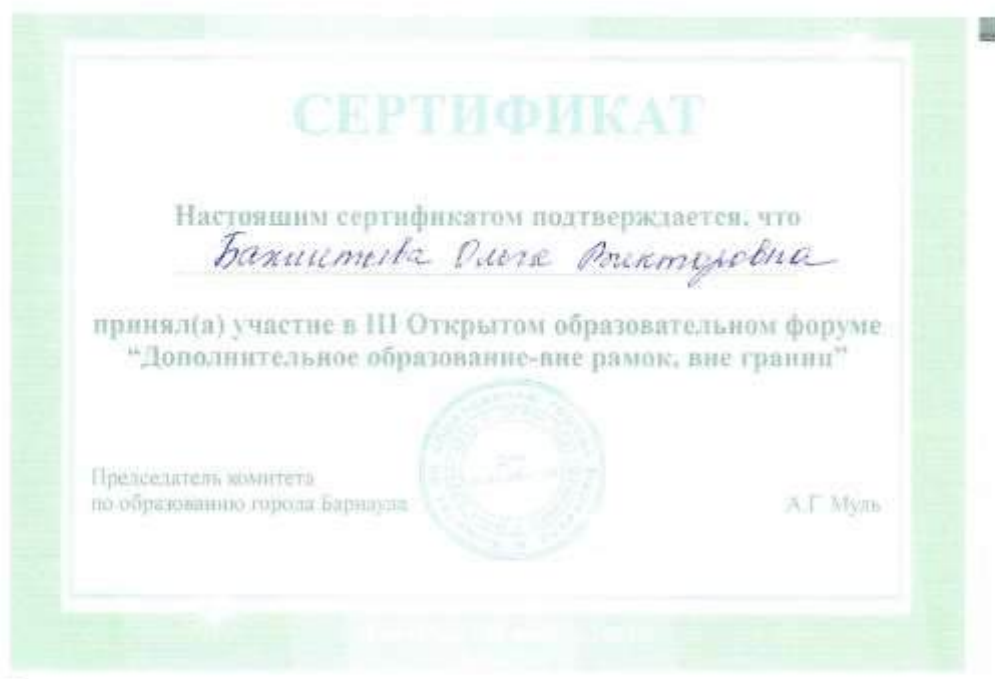 СЕРТИФИКАТ
Настоящим сертификатом подтверждается, что
Ольга Викторовна
принял(а) участие в III Открытом образовательном форуме
“Дополнительное образование-вне рамок, вне границ”
Председатель комитета
по образованию города Барнаула
А.Г. Муль